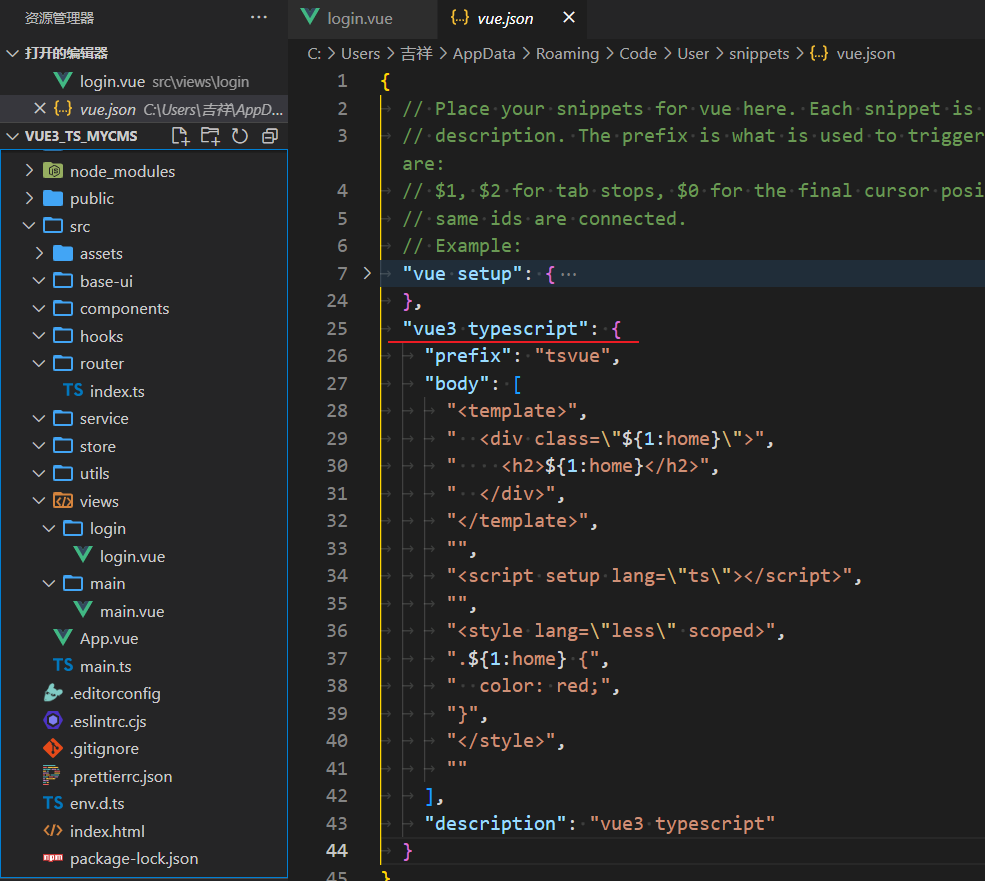 资源管理器
打开的编辑器
login.vue src\views\login
vue.json C:\Users\吉祥\AppD...
VUE3_TS_MYCMS
node_modules
public
src
assets
base-ui
components
hooks
router
TS index.ts
service
store
utils
views
login
login.vue
main
main.vue
App.vue
TS main.ts
.editorconfig
.eslintrc.cjs
.gitignore
.prettierrc.json
TS env.d.ts
index.html
npm package-lock.json
login.vue
{..} vue.json
C: > Users > 吉祥 > AppData > Roaming > Code > User > snippets > {..} vue.json
1 {
2 // Place your snippets for vue here. Each snippet is
3 // description. The prefix is what is used to trigger
are:
4 // $1, $2 for tab stops, $0 for the final cursor posi
5 // same ids are connected.
6 // Example:
7 "vue setup": { ...
24 },
25 "vue3 typescript": {
26 "prefix": "tsvue",
27 "body": [
28 "<template>",
29 "  <div class=\"${1:home}\">",
30 "    <h2>${1:home}</h2>",
31 "  </div>",
32 "</template>",
33 "",
34 "<script setup lang=\"ts\"></script>",
35 "",
36 "<style lang=\"less\" scoped>",
37 ".${1:home} {",
38 "  color: red;",
39 "}",
40 "</style>",
41 ""
42 ],
43 "description": "vue3 typescript"
44 }
45 }